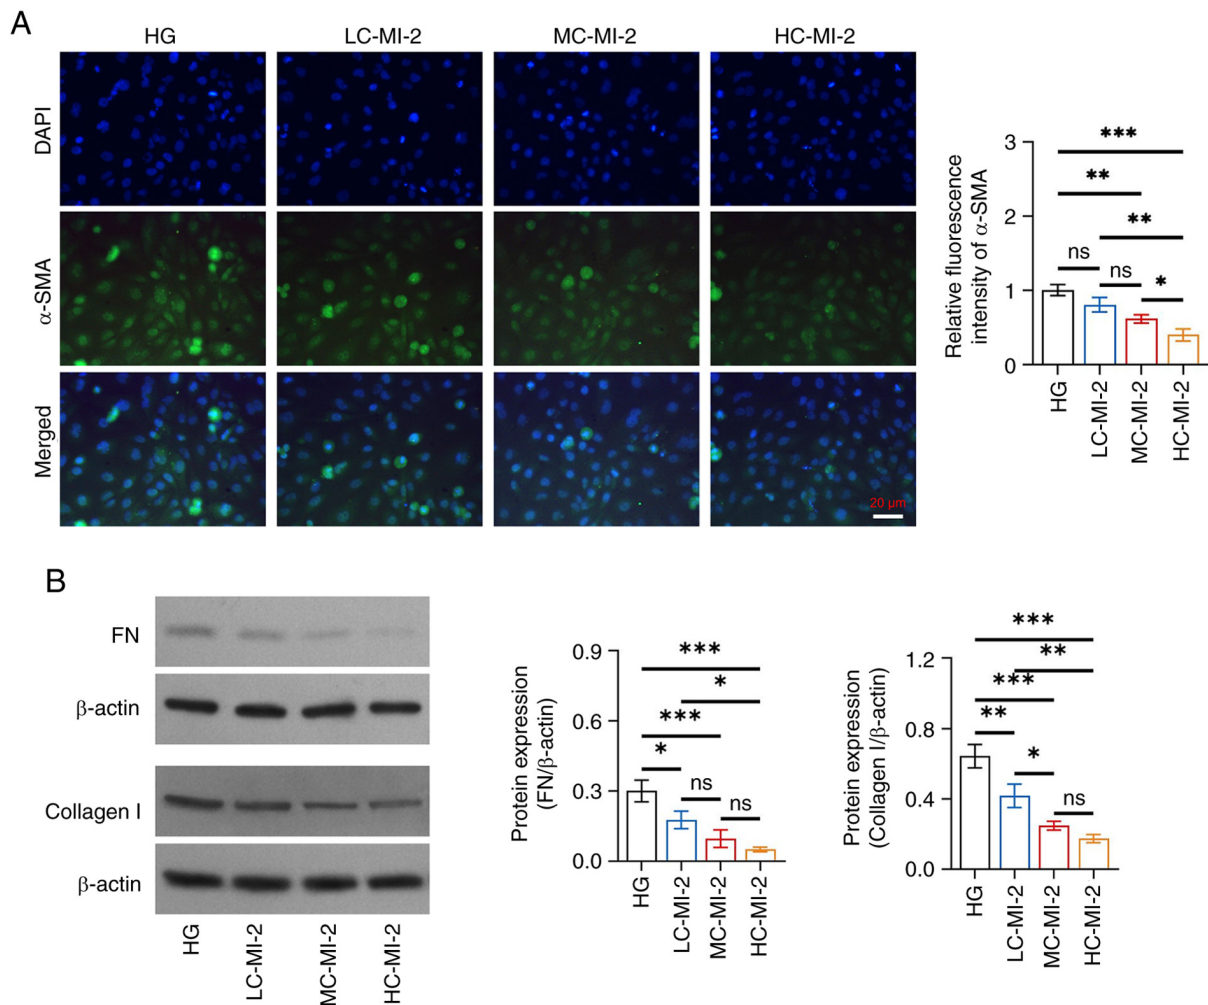 A
HG
LC-MI-2
MC-MI-2
HC-MI-2
DAPI
α-SMA
Merged
20 μm
Relative fluorescence
intensity of α-SMA
3
2
1
0
***
**
**
ns
ns
*
HG
LC-MI-2
MC-MI-2
HC-MI-2
B
FN
β-actin
Collagen I
β-actin
HG
LC-MI-2
MC-MI-2
HC-MI-2
Protein expression
(FN/β-actin)
0.9
0.6
0.3
0.0
***
*
***
*
ns
ns
HG
LC-MI-2
MC-MI-2
HC-MI-2
Protein expression
(Collagen I/β-actin)
1.2
0.8
0.4
0.0
***
**
***
**
*
ns
HG
LC-MI-2
MC-MI-2
HC-MI-2